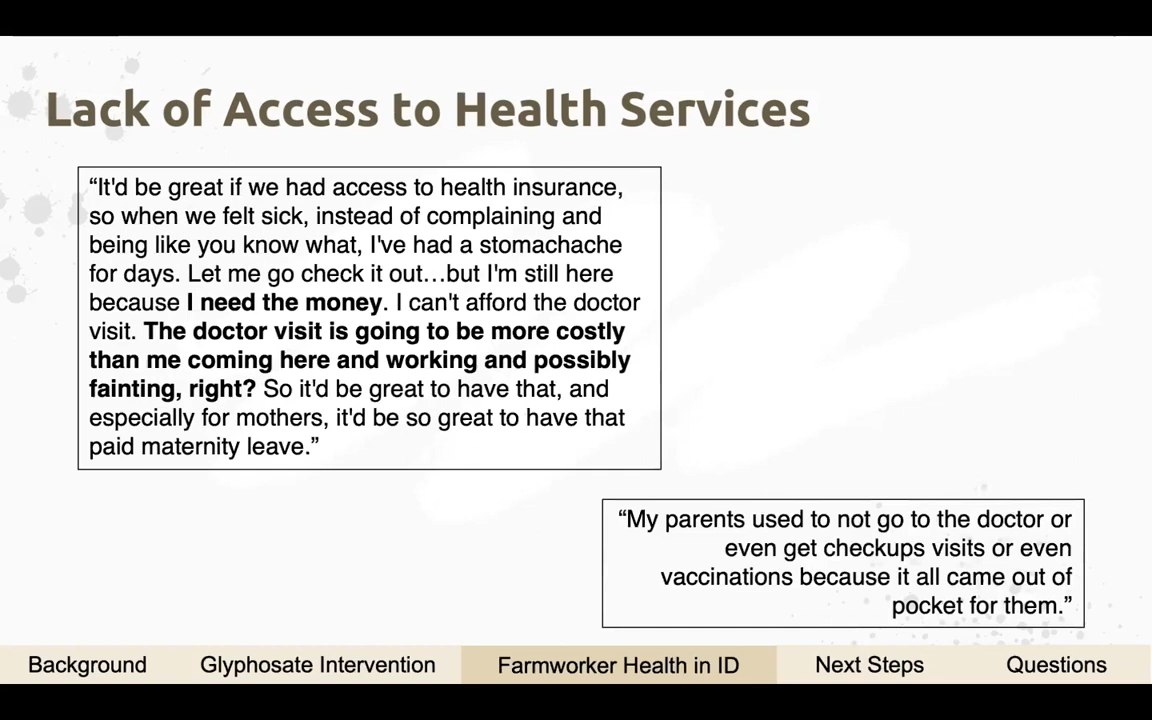 Lack of Access to Health Services
“It'd be great if we had access to health insurance,
so when we felt sick, instead of complaining and
being like you know what, I've had a stomachache
for days. Let me go check it out…but I'm still here
because I need the money. I can't afford the doctor
visit. The doctor visit is going to be more costly
than me coming here and working and possibly
fainting, right? So it'd be great to have that, and
especially for mothers, it'd be so great to have that
paid maternity leave.”
“My parents used to not go to the doctor or
even get checkups visits or even
vaccinations because it all came out of
pocket for them.”
Background Glyphosate Intervention Farmworker Health in ID Next Steps Questions